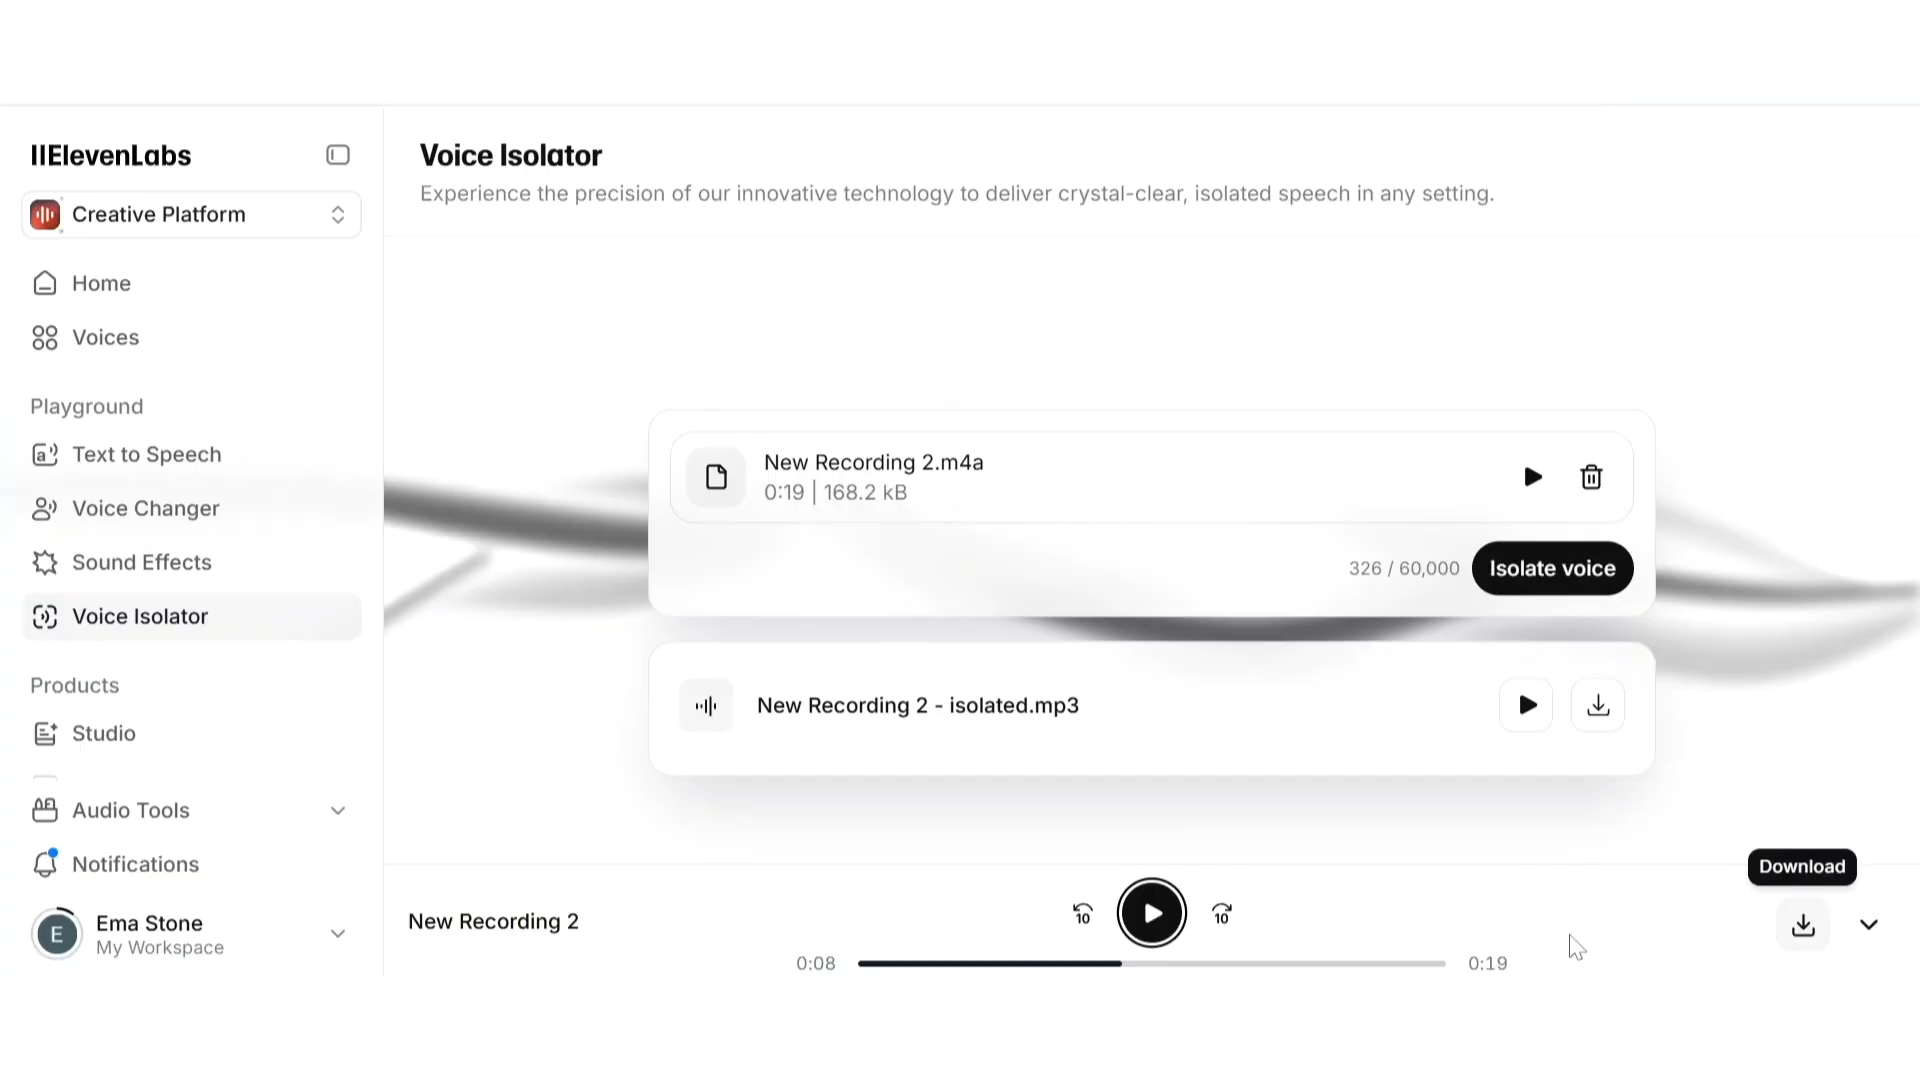 IIElevenLabs
Creative Platform
Home
Voices
Playground
Text to Speech
Voice Changer
Sound Effects
Voice Isolator
Products
Studio
Audio Tools
Notifications
E
Ema Stone
My Workspace
Voice Isolator
Experience the precision of our innovative technology to deliver crystal-clear, isolated speech in any setting.
New Recording 2.m4a
0:19 | 168.2 kB
326 / 60,000
Isolate voice
New Recording 2 - isolated.mp3
Download
New Recording 2
10
10
0:08
0:19